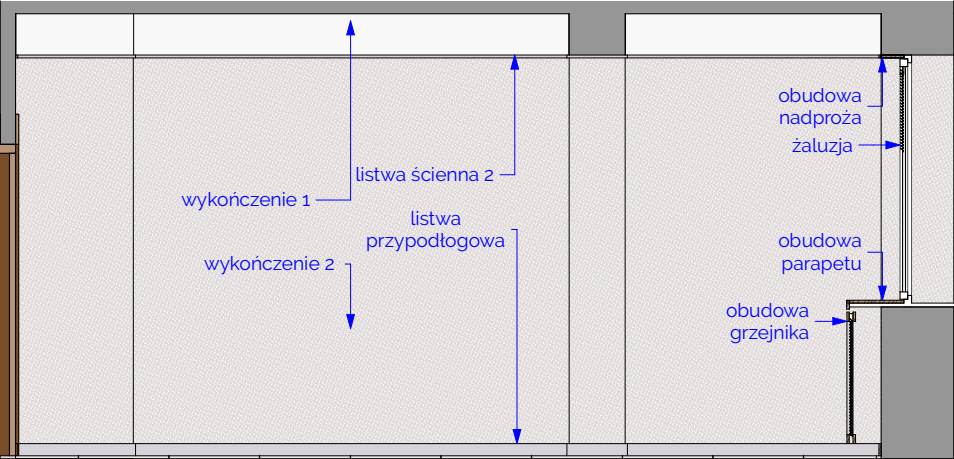 obudowa
nadproża
żaluzja
listwa ścienna 2
wykończenie 1
listwa
przypodłogowa
wykończenie 2
obudowa
parapetu
obudowa
grzejnika